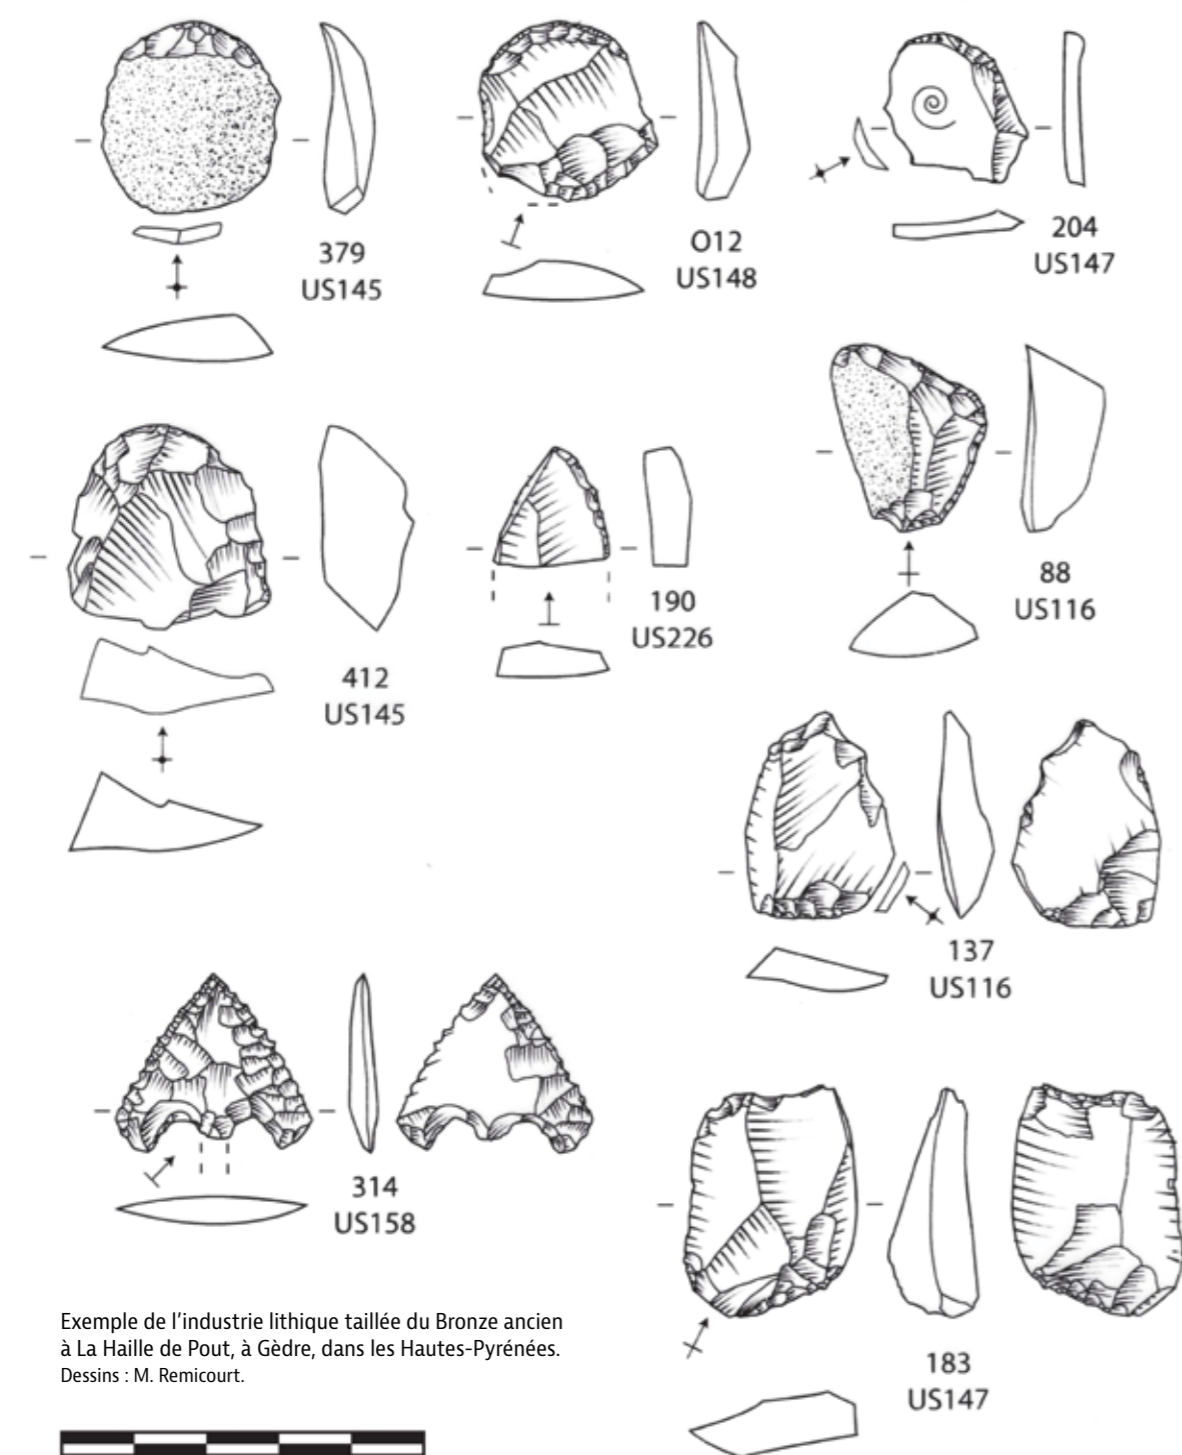 379
US145
O12
US148
204
US147
88
US116
190
US226
412
US145
137
US116
314
US158
183
US147
Exemple de l'industrie lithique taillée du Bronze ancien
à La Haille de Pout, à Gèdre, dans les Hautes-Pyrénées.
Dessins : M. Remicourt.